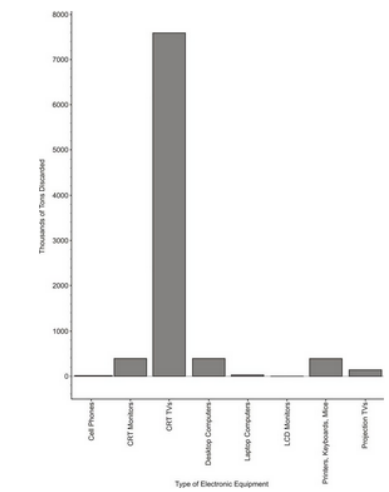 8000
7000
6000
5000
4000
3000
2000
1000
0
Thousands of Tons Discarded
Cell Phones
CRT Monitors
CRT TVs
Desktop Computers
Laptop Computers
LCD Monitors
Printers, Keyboards, Mice
Projection TVs
Type of Electronic Equipment